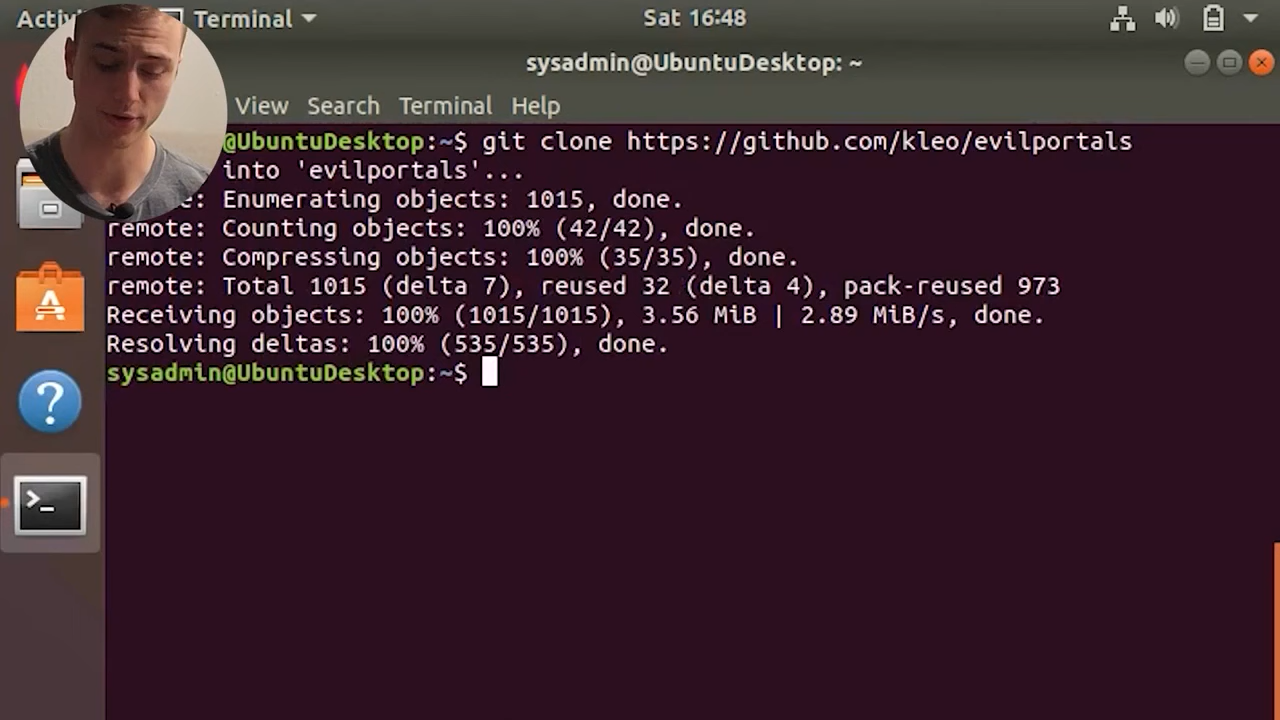 Activi Terminal Sat 16:48
sysadmin@UbuntuDesktop: ~
View Search Terminal Help
@UbuntuDesktop:~$ git clone https://github.com/kleo/evilportals
into 'evilportals'...
e: Enumerating objects: 1015, done.
remote: Counting objects: 100% (42/42), done.
remote: Compressing objects: 100% (35/35), done.
remote: Total 1015 (delta 7), reused 32 (delta 4), pack-reused 973
Receiving objects: 100% (1015/1015), 3.56 MiB | 2.89 MiB/s, done.
Resolving deltas: 100% (535/535), done.
sysadmin@UbuntuDesktop:~$